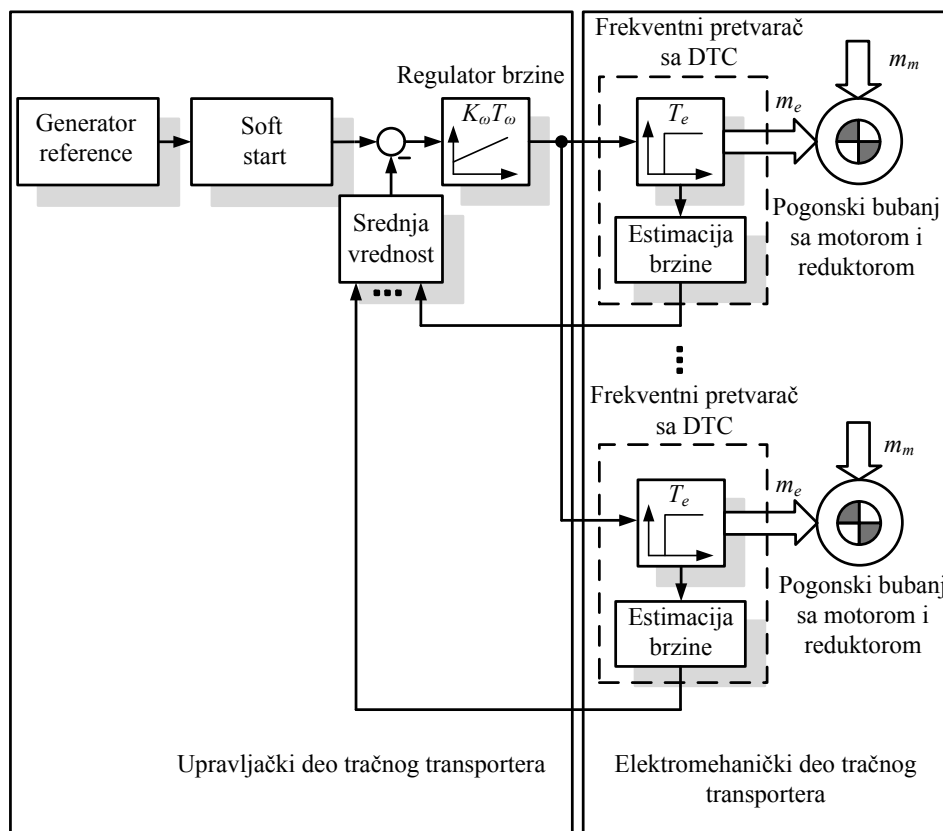 Frekventni pretvarač
sa DTC
m_m
Regulator brzine
Generator
reference
Soft
start
K_ωT_ω
T_e
m_e
-
Srednja
vrednost
Estimacija
brzine
Pogonski bubanj
sa motorom i
reduktorom
Frekventni pretvarač
sa DTC
m_m
T_e
m_e
Estimacija
brzine
Pogonski bubanj
sa motorom i
reduktorom
Upravljački deo tračnog transportera
Elektromehanički deo tračnog
transportera